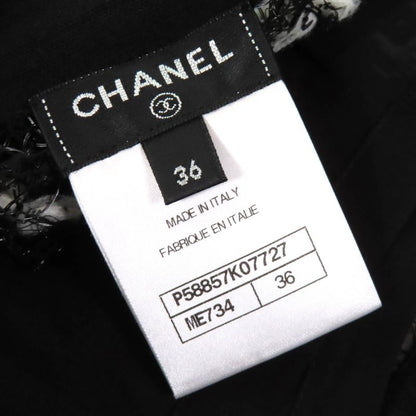 CHANEL
36
MADE IN ITALY
FABRIQUE EN ITALIE
P58857K07727
ME734 36